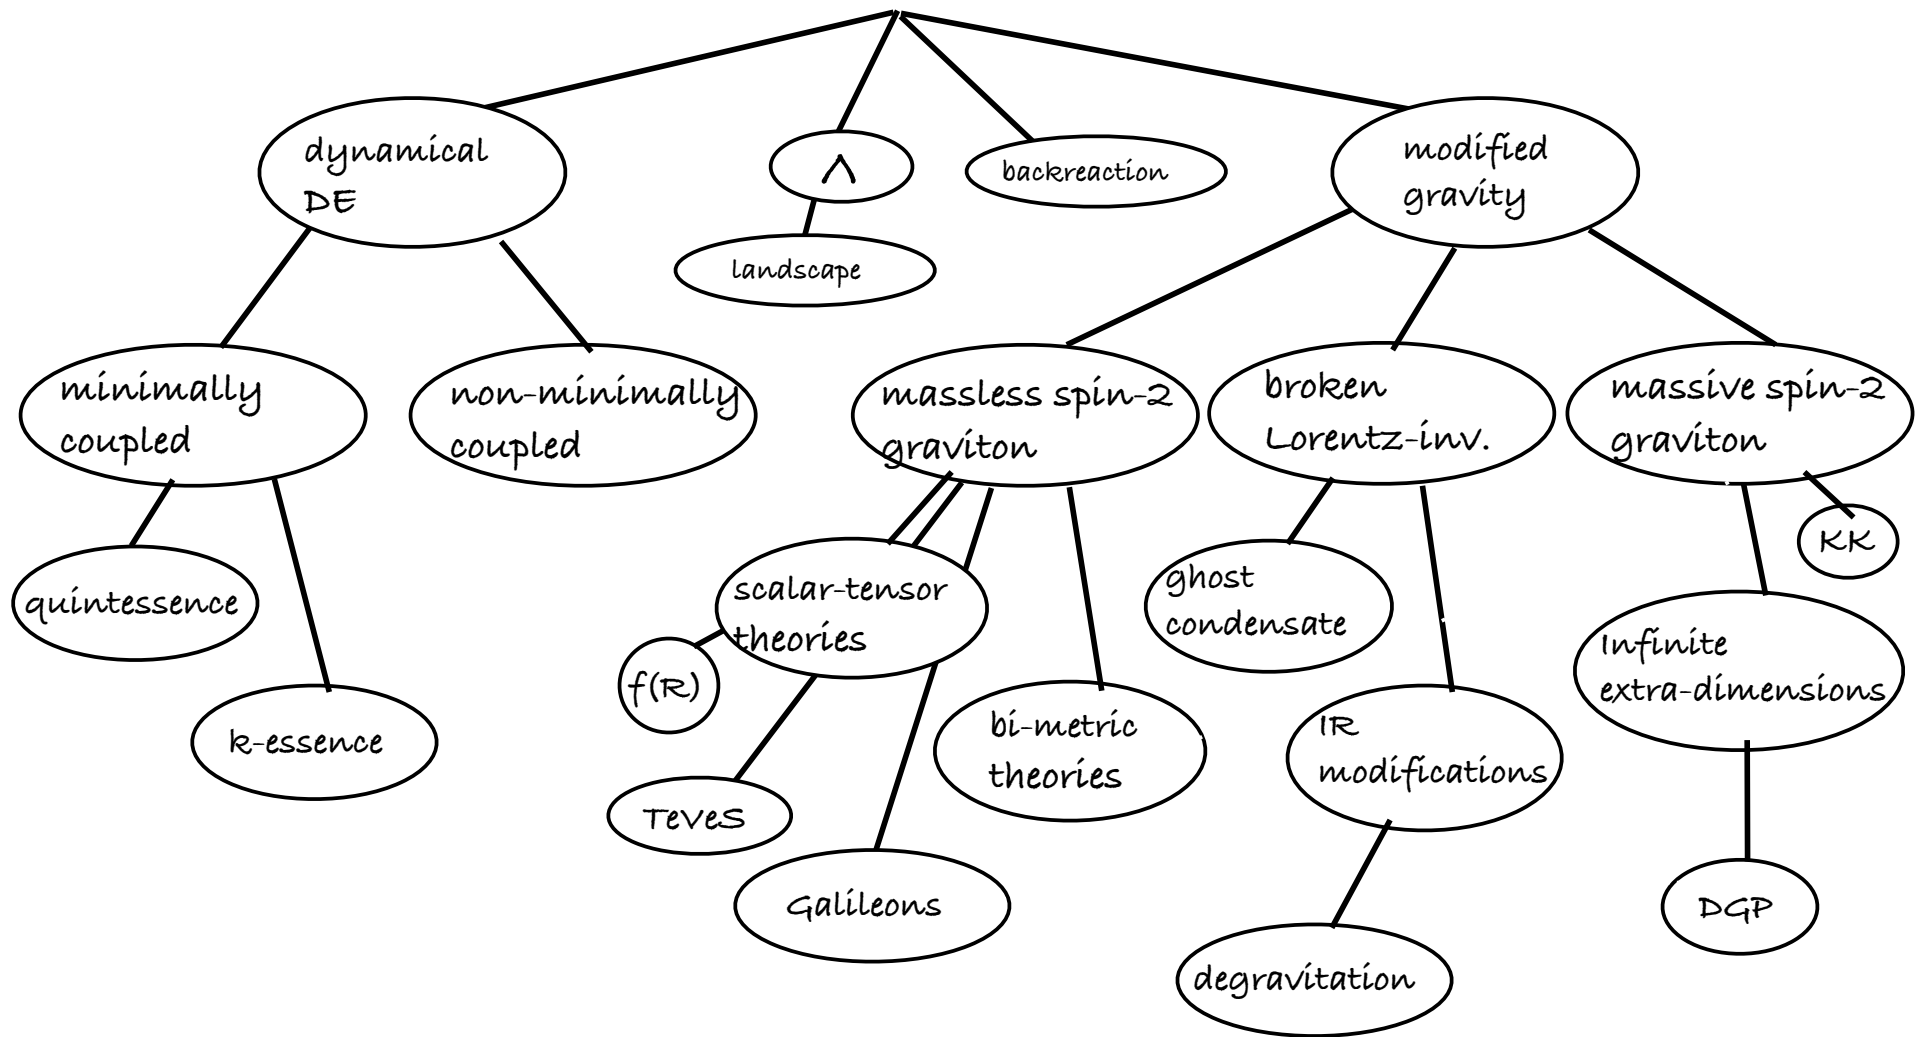 dynamical
DE
Λ
backreaction
modified
gravity
landscape
minimally
coupled
non-minimally
coupled
massless spin-2
graviton
broken
Lorentz-inv.
massive spin-2
graviton
KK
quintessence
scalar-tensor
theories
ghost
condensate
Infinite
extra-dimensions
f(R)
k-essence
bi-metric
theories
IR
modifications
TeVeS
Galileons
DGP
degravitation